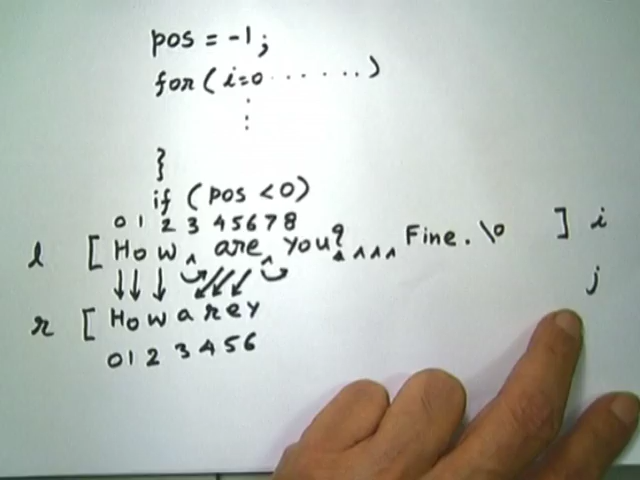 pos = -1;
for ( i=0 ...... )
}
if ( pos < 0 )
0 1 2 3 4 5 6 7 8
l [ How‸ are‸ you?‸‸‸‸ Fine. \0 ] i
j
r [ Howarey
0 1 2 3 4 5 6